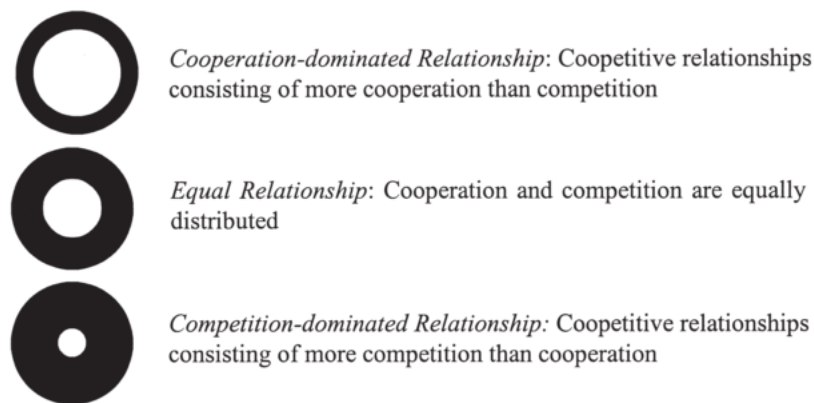 Cooperation-dominated Relationship: Coopetitive relationships
consisting of more cooperation than competition
Equal Relationship: Cooperation and competition are equally
distributed
Competition-dominated Relationship: Coopetitive relationships
consisting of more competition than cooperation